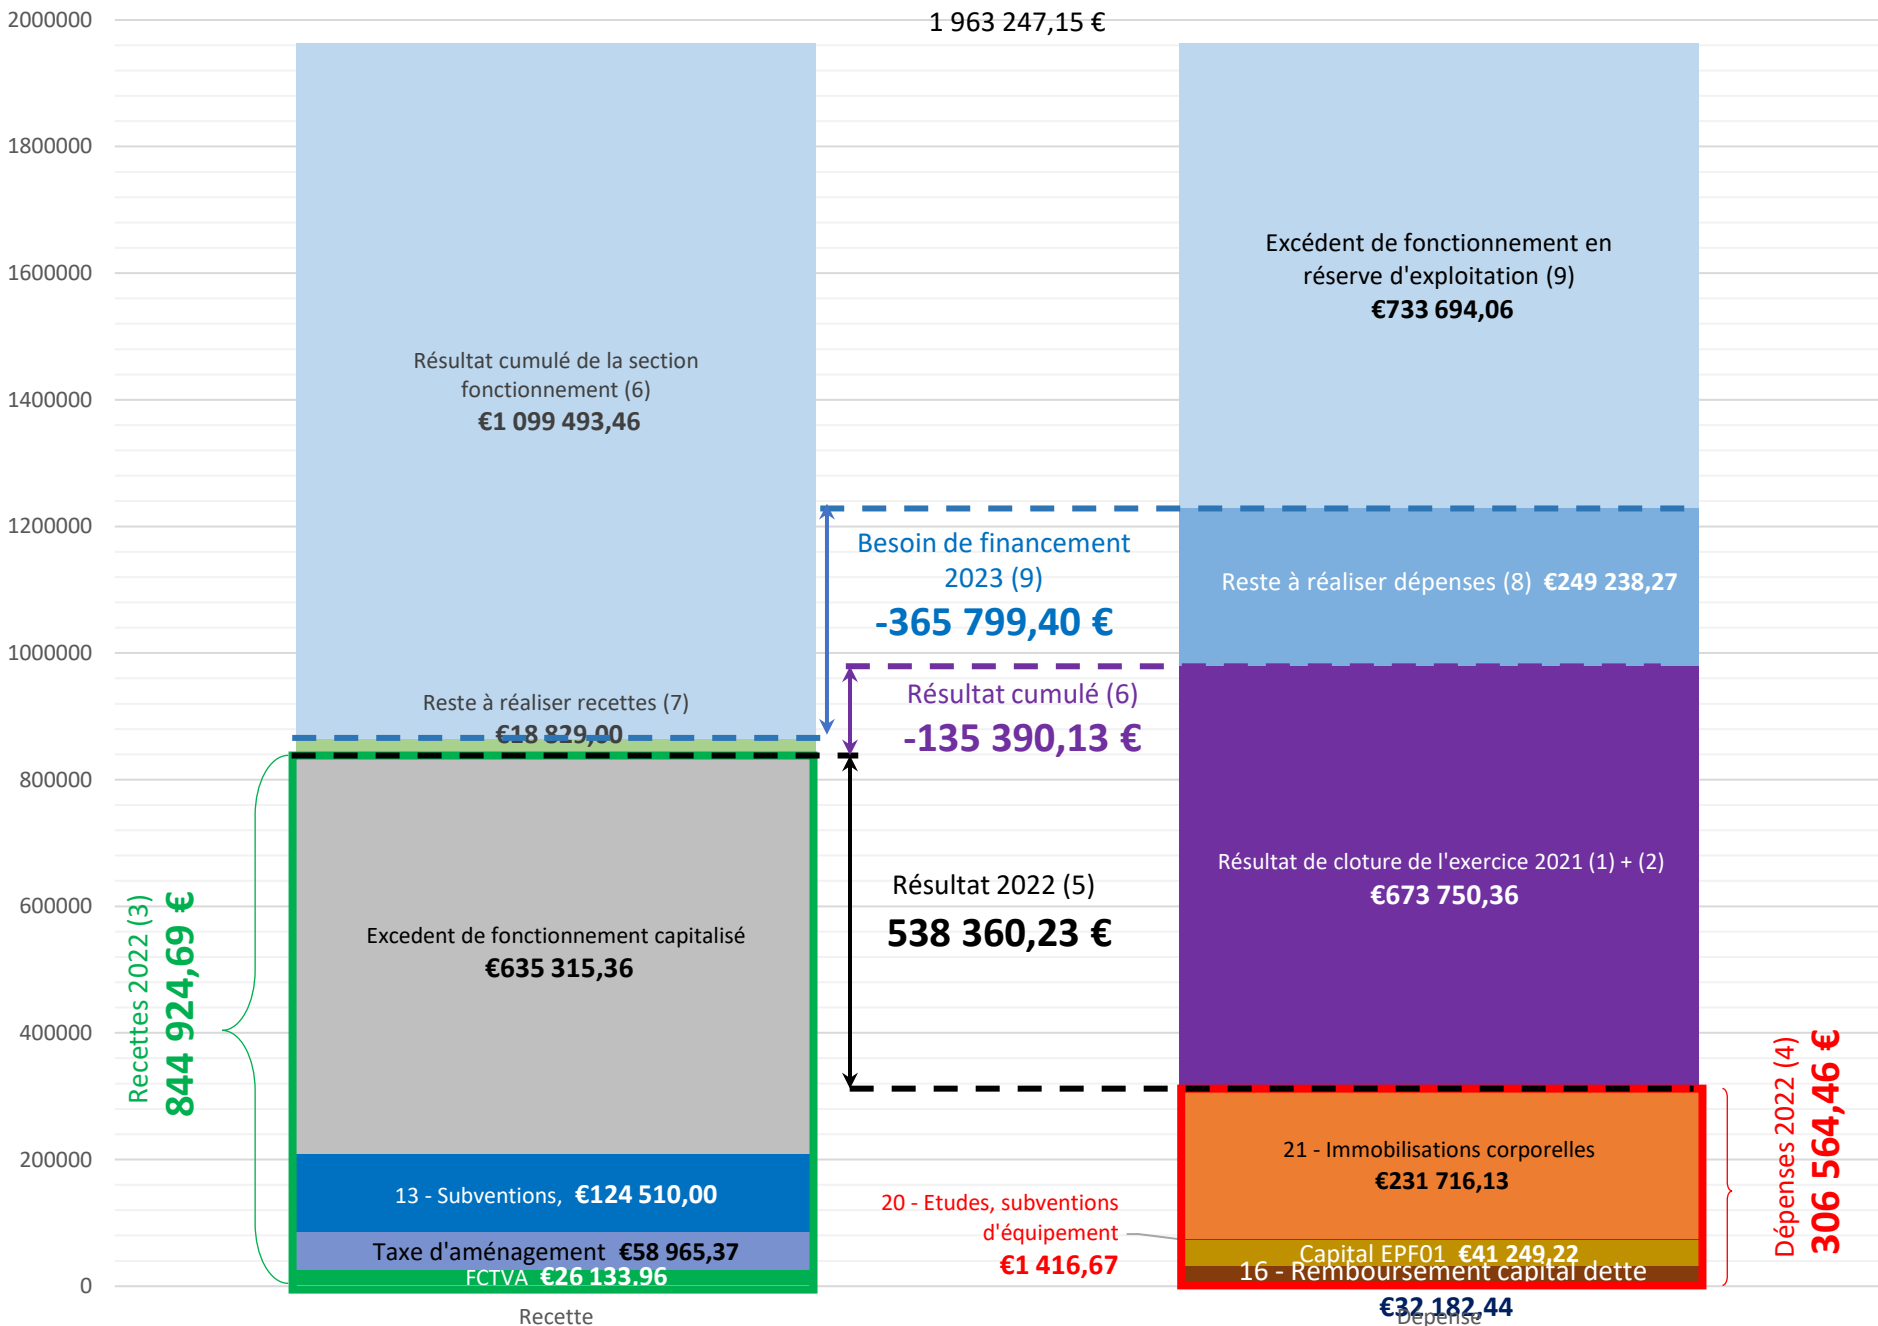 1 963 247,15 €
2000000
1800000
1600000
1400000
1200000
1000000
800000
600000
400000
200000
0
Résultat cumulé de la section
fonctionnement (6)
€1 099 493,46
Reste à réaliser recettes (7)
€18 829,00
Excedent de fonctionnement capitalisé
€635 315,36
13 - Subventions, €124 510,00
Taxe d'aménagement €58 965,37
FCTVA €26 133.96
Recettes 2022 (3)
844 924,69 €
Besoin de financement
2023 (9)
-365 799,40 €
Résultat cumulé (6)
-135 390,13 €
Résultat 2022 (5)
538 360,23 €
20 - Etudes, subventions
d'équipement
€1 416,67
Excédent de fonctionnement en
réserve d'exploitation (9)
€733 694,06
Reste à réaliser dépenses (8) €249 238,27
Résultat de cloture de l'exercice 2021 (1) + (2)
€673 750,36
21 - Immobilisations corporelles
€231 716,13
Capital EPF01 €41 249,22
16 - Remboursement capital dette
€32 182,44
Dépenses 2022 (4)
306 564,46 €
Recette
Dépense